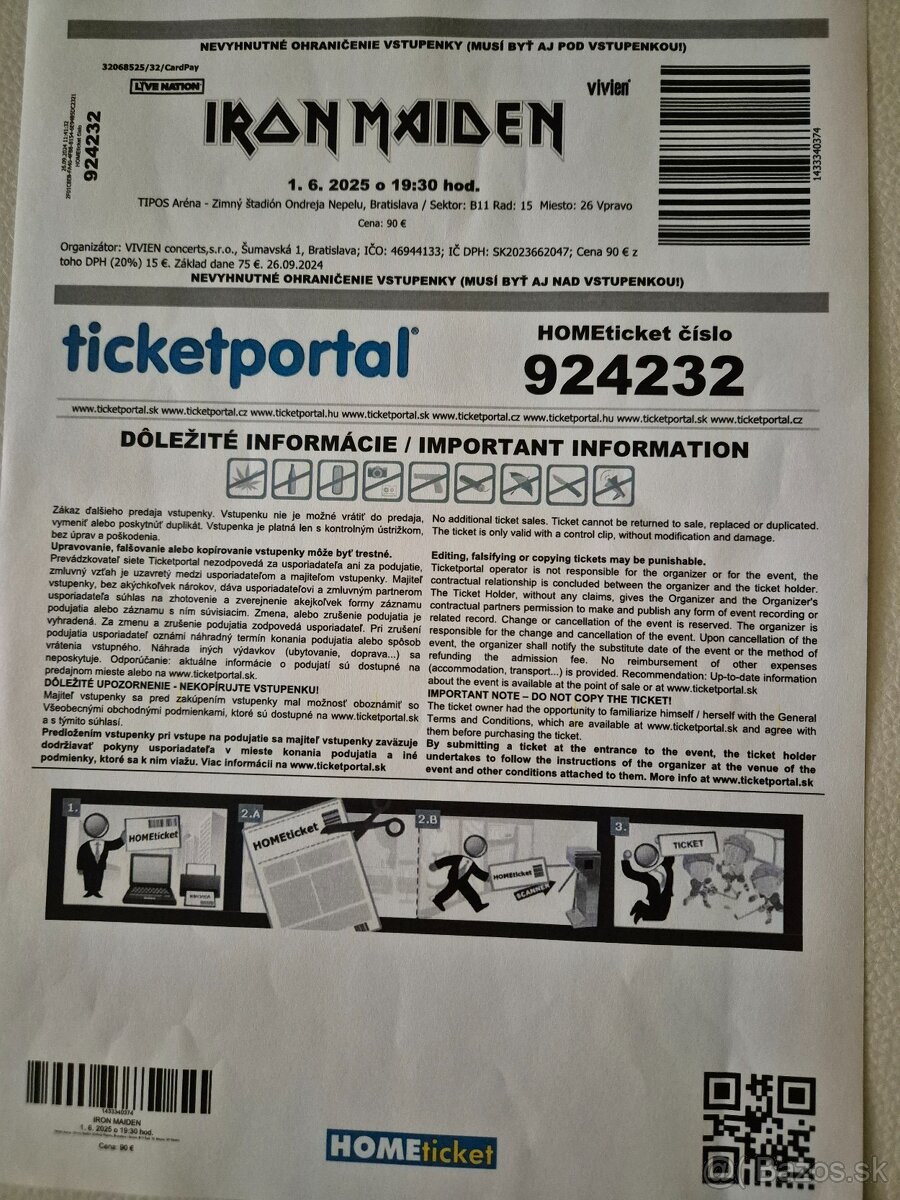 NEVYHNUTNÉ OHRANIČENIE VSTUPENKY (MUSÍ BYŤ AJ POD VSTUPENKOU!)
32068525/32/CardPay
LIVE NATION
vivien
IRON MAIDEN
HOMEticket číslo
924232
1433340374
1. 6. 2025 o 19:30 hod.
TIPOS Aréna - Zimný štadión Ondreja Nepelu, Bratislava / Sektor: B11 Rad: 15 Miesto: 26 Vpravo
Cena: 90 €
Organizátor: VIVIEN concerts,s.r.o., Šumavská 1, Bratislava; IČO: 46944133; IČ DPH: SK2023662047; Cena 90 € z
toho DPH (20%) 15 €. Základ dane 75 €. 26.09.2024
NEVYHNUTNÉ OHRANIČENIE VSTUPENKY (MUSÍ BYŤ AJ NAD VSTUPENKOU!)
ticketportal®
HOMEticket číslo
924232
www.ticketportal.sk www.ticketportal.cz www.ticketportal.hu www.ticketportal.sk www.ticketportal.cz www.ticketportal.hu www.ticketportal.sk www.ticketportal.cz
DÔLEŽITÉ INFORMÁCIE / IMPORTANT INFORMATION
Zákaz ďalšieho predaja vstupenky. Vstupenku nie je možné vrátiť do predaja,
vymeniť alebo poskytnúť duplikát. Vstupenka je platná len s kontrolným ústrižkom,
bez úprav a poškodenia.
Upravovanie, falšovanie alebo kopírovanie vstupenky môže byť trestné.
Prevádzkovateľ siete Ticketportal nezodpovedá za usporiadateľa ani za podujatie,
zmluvný vzťah je uzavretý medzi usporiadateľom a majiteľom vstupenky. Majiteľ
vstupenky, bez akýchkoľvek nárokov, dáva usporiadateľovi a zmluvným partnerom
usporiadateľa súhlas na zhotovenie a zverejnenie akejkoľvek formy záznamu
podujatia alebo záznamu s ním súvisiacim. Zmena, alebo zrušenie podujatia je
vyhradená. Za zmenu a zrušenie podujatia zodpovedá usporiadateľ. Pri zrušení
podujatia usporiadateľ oznámi náhradný termín konania podujatia alebo spôsob
vrátenia vstupného. Náhrada iných výdavkov (ubytovanie, doprava...) sa
neposkytuje. Odporúčanie: aktuálne informácie o podujatí sú dostupné na
predajnom mieste alebo na www.ticketportal.sk.
DÔLEŽITÉ UPOZORNENIE - NEKOPÍRUJTE VSTUPENKU!
Majiteľ vstupenky sa pred zakúpením vstupenky mal možnosť oboznámiť so
Všeobecnými obchodnými podmienkami, ktoré sú dostupné na www.ticketportal.sk
a s týmito súhlasí.
Predložením vstupenky pri vstupe na podujatie sa majiteľ vstupenky zaväzuje
dodržiavať pokyny usporiadateľa v mieste konania podujatia a iné
podmienky, ktoré sa k nim viažu. Viac informácii na www.ticketportal.sk
No additional ticket sales. Ticket cannot be returned to sale, replaced or duplicated.
The ticket is only valid with a control clip, without modification and damage.
Editing, falsifying or copying tickets may be punishable.
Ticketportal operator is not responsible for the organizer or for the event, the
contractual relationship is concluded between the organizer and the ticket holder.
The Ticket Holder, without any claims, gives the Organizer and the Organizer's
contractual partners permission to make and publish any form of event recording or
related record. Change or cancellation of the event is reserved. The organizer is
responsible for the change and cancellation of the event. Upon cancellation of the
event, the organizer shall notify the substitute date of the event or the method of
refunding the admission fee. No reimbursement of other expenses
(accommodation, transport...) is provided. Recommendation: Up-to-date information
about the event is available at the point of sale or at www.ticketportal.sk
IMPORTANT NOTE – DO NOT COPY THE TICKET!
The ticket owner had the opportunity to familiarize himself / herself with the General
Terms and Conditions, which are available at www.ticketportal.sk and agree with
them before purchasing the ticket.
By submitting a ticket at the entrance to the event, the ticket holder
undertakes to follow the instructions of the organizer at the venue of the
event and other conditions attached to them. More info at www.ticketportal.sk
1.
HOMEticket
2.A
HOMEticket
2.B
HOMEticket
SCANNER
3.
TICKET
1433340374
IRON MAIDEN
1. 6. 2025 o 19:30 hod.
Cena: 90 €
HOMEticket
Bazos.sk